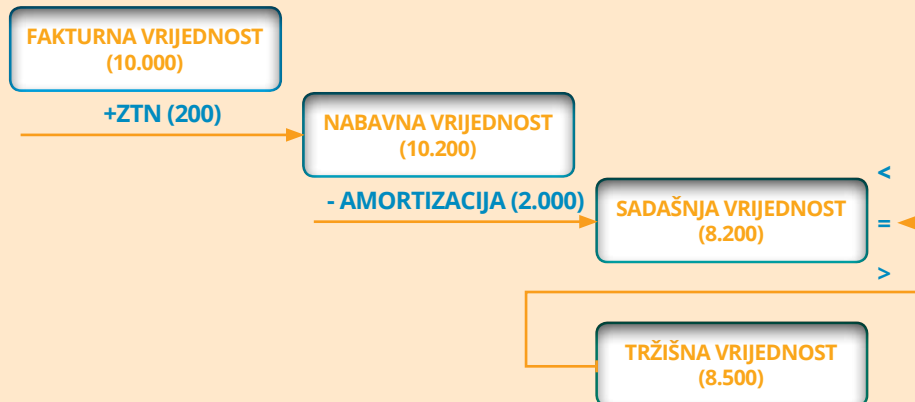 FAKTURNA VRIJEDNOST
(10.000)
+ZTN (200)
NABAVNA VRIJEDNOST
(10.200)
- AMORTIZACIJA (2.000)
SADAŠNJA VRIJEDNOST
(8.200)
<
=
>
TRŽIŠNA VRIJEDNOST
(8.500)